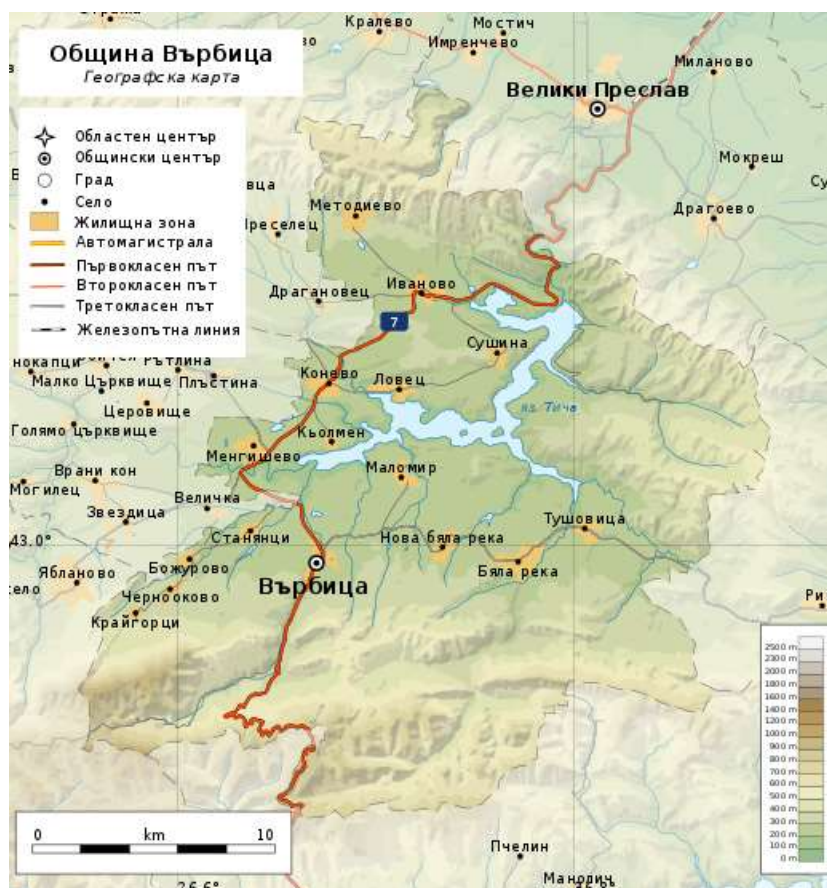 Община Върбица
Географска карта
Областен център
Общински център
Град
Село
Жилищна зона
Автомагистрала
Първокласен път
Второкласен път
Третокласен път
Железопътна линия
Кралево
Мостич
Имренчево
Миланово
Велики Преслав
Мокреш
Драгоево
Методиево
Драгановец
Иваново
7
Сушина
Конево
Ловец
Плъстина
Малко Църквище
Церовище
Голямо църквище
яз. Тича
Кьолмен
Менгишево
Маломир
Врани кон
Могилец
Величка
Звездица
Станянци
Нова бяла река
Тушовица
43.0°
Божурово
Бяла река
Ябланово
Върбица
Чернооково
Крайгорци
2500 m
2300 m
2000 m
1800 m
1600 m
1400 m
1200 m
1000 m
900 m
800 m
700 m
600 m
500 m
400 m
300 m
200 m
100 m
0 m
0 km 10
Пчелин
Манолич